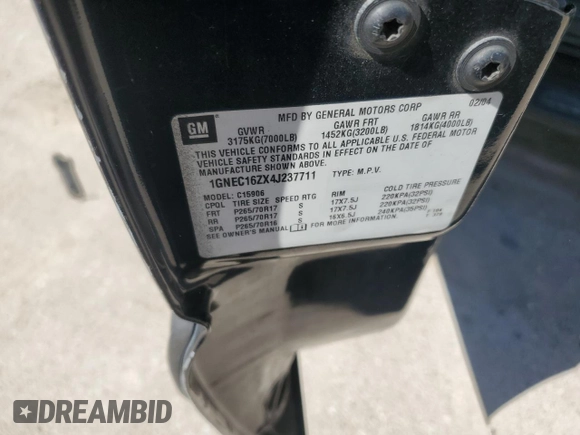 MFD BY GENERAL MOTORS CORP 02/04
GM
GVWR GAWR FRT GAWR RR
3175KG(7000LB) 1452KG(3200LB) 1814KG(4000LB)
THIS VEHICLE CONFORMS TO ALL APPLICABLE U.S. FEDERAL MOTOR
VEHICLE SAFETY STANDARDS IN EFFECT ON THE DATE OF
MANUFACTURE SHOWN ABOVE.
1GNEC16ZX4J237711 TYPE: M.P.V.
MODEL: C15906
CPQL TIRE SIZE SPEED RTG RIM COLD TIRE PRESSURE
FRT P265/70R17 S 17X7.5J 220KPA(32PSI)
RR P265/70R17 S 17X7.5J 220KPA(32PSI)
SPA P265/70R16 S 16X6.5J 240KPA(35PSI)
SEE OWNER'S MANUAL FOR MORE INFORMATION.
DREAMBID